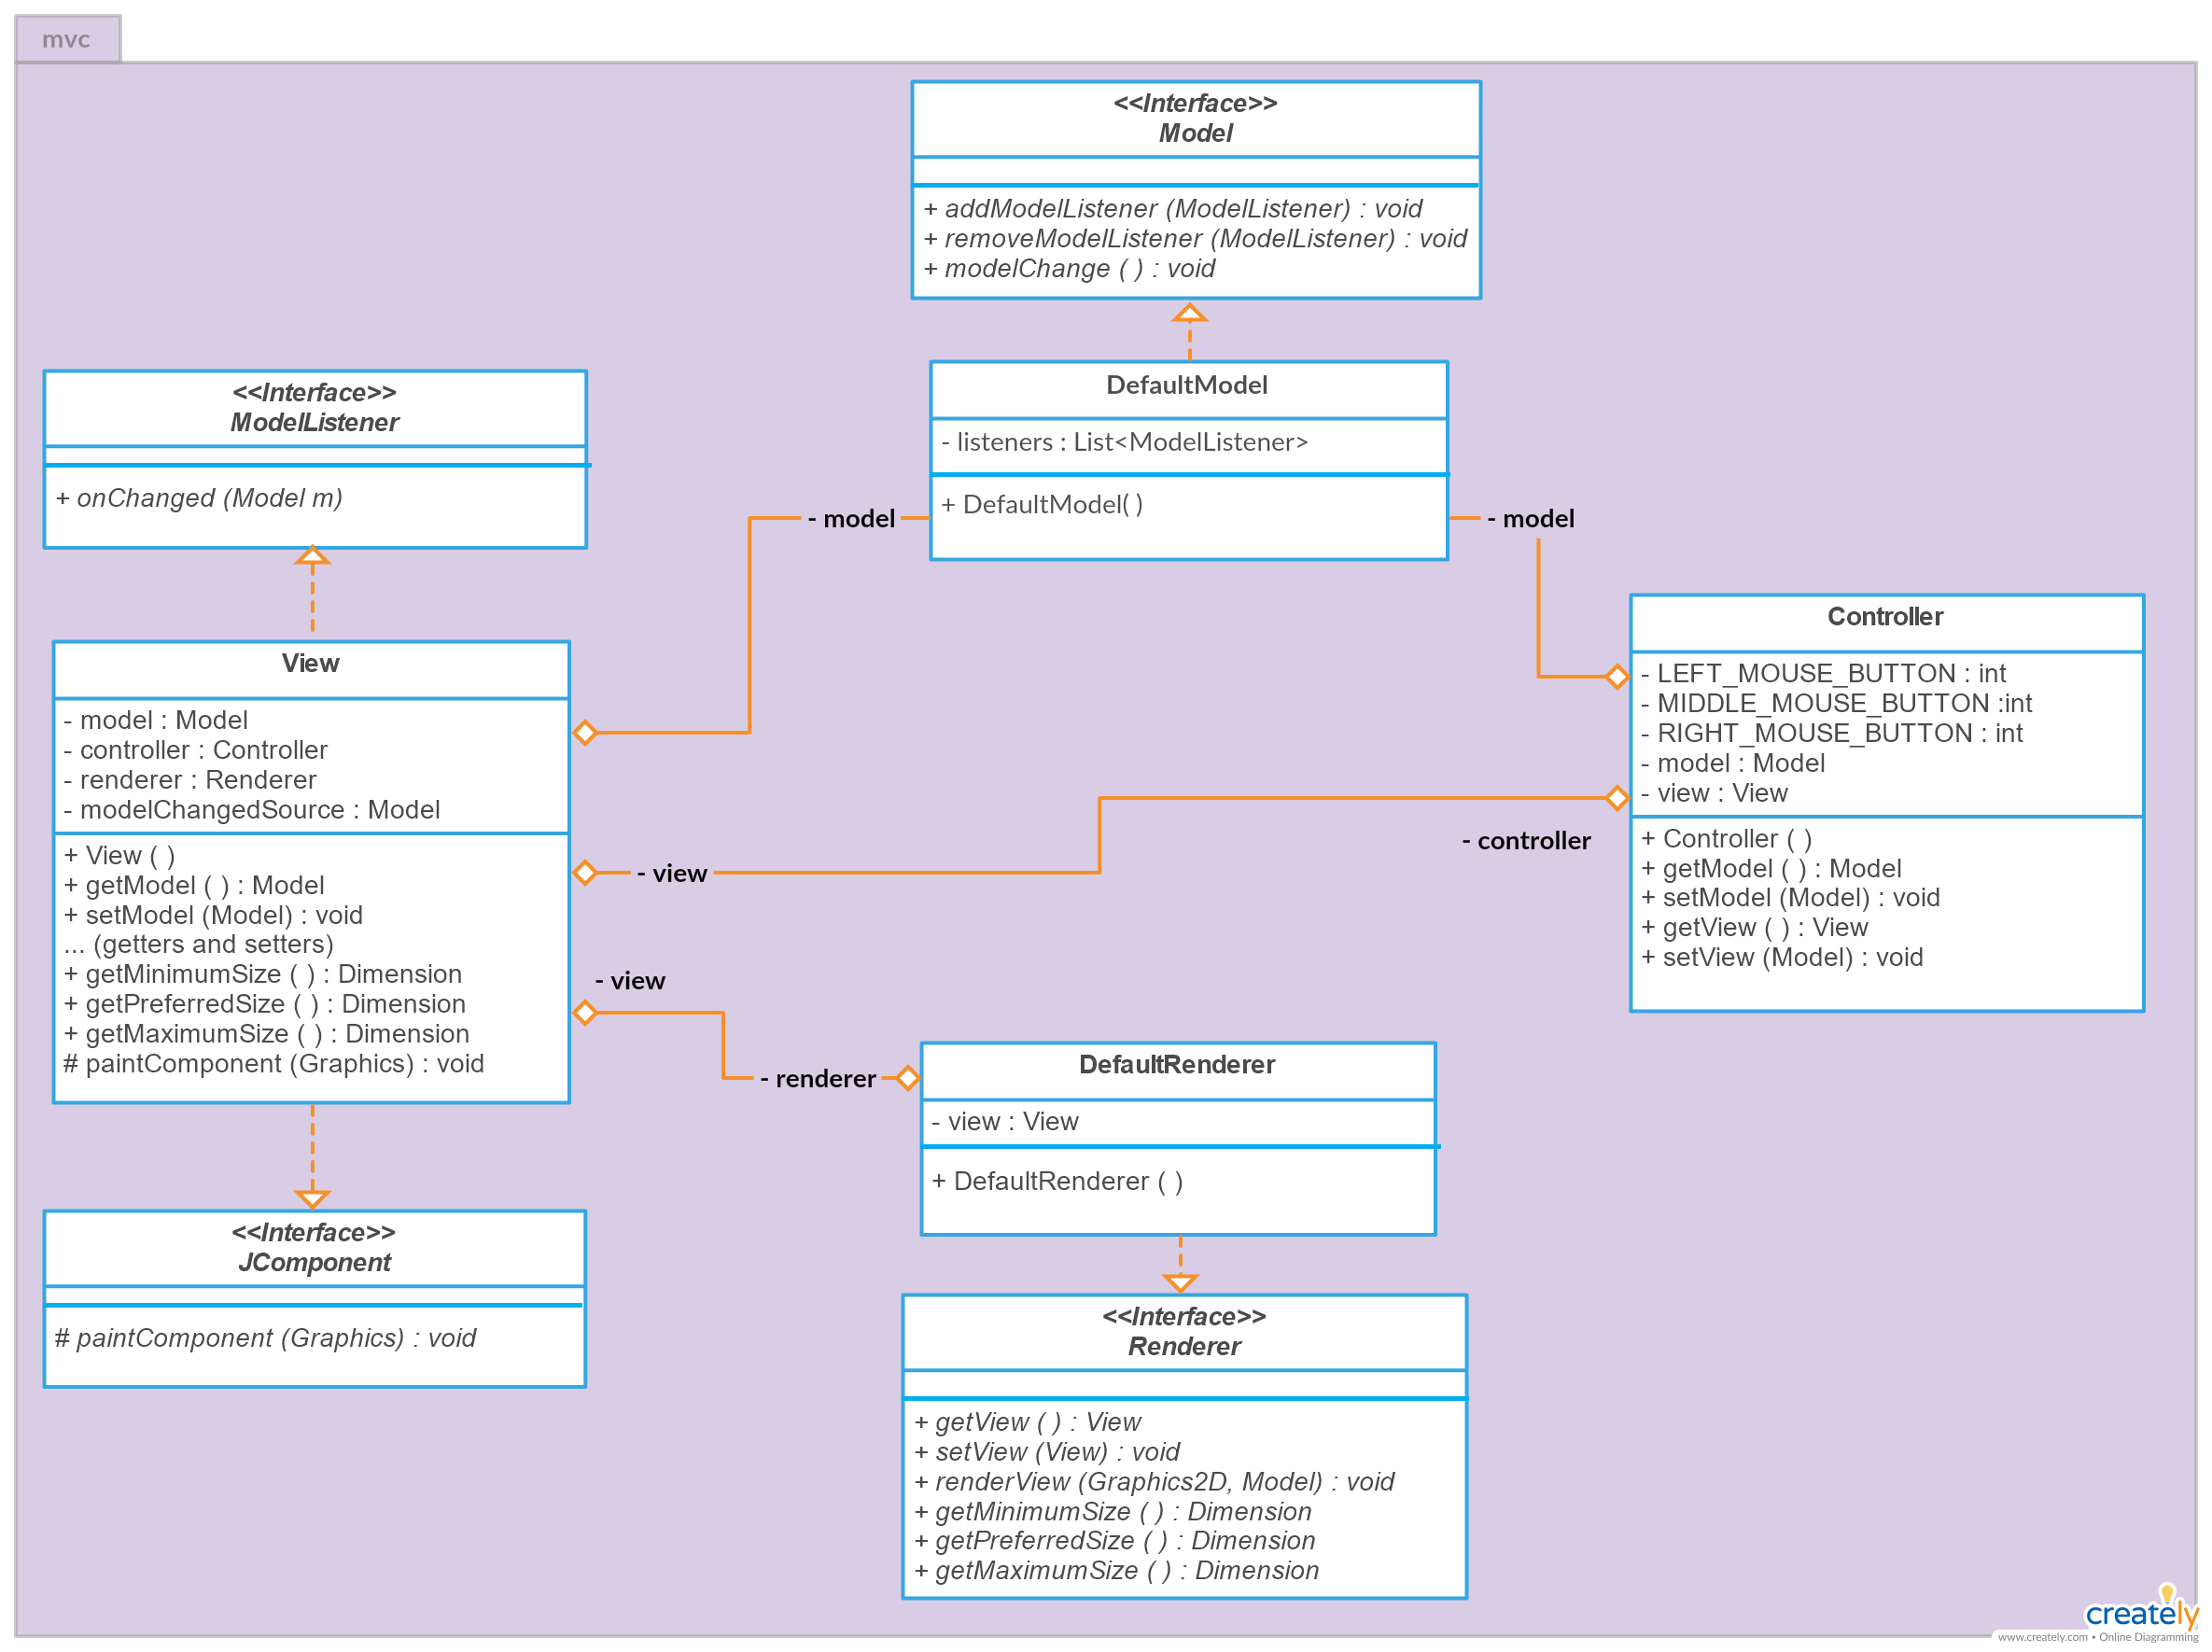 mvc
<<Interface>>
Model
+ addModelListener (ModelListener) : void
+ removeModelListener (ModelListener) : void
+ modelChange ( ) : void
<<Interface>>
ModelListener
+ onChanged (Model m)
DefaultModel
- listeners : List<ModelListener>
+ DefaultModel( )
- model
- model
Controller
- LEFT_MOUSE_BUTTON : int
- MIDDLE_MOUSE_BUTTON :int
- RIGHT_MOUSE_BUTTON : int
- model : Model
- view : View
+ Controller ( )
+ getModel ( ) : Model
+ setModel (Model) : void
+ getView ( ) : View
+ setView (Model) : void
View
- model : Model
- controller : Controller
- renderer : Renderer
- modelChangedSource : Model
+ View ( )
+ getModel ( ) : Model
+ setModel (Model) : void
... (getters and setters)
+ getMinimumSize ( ) : Dimension
+ getPreferredSize ( ) : Dimension
+ getMaximumSize ( ) : Dimension
# paintComponent (Graphics) : void
- controller
- view
- view
- renderer
DefaultRenderer
- view : View
+ DefaultRenderer ( )
<<Interface>>
JComponent
# paintComponent (Graphics) : void
<<Interface>>
Renderer
+ getView ( ) : View
+ setView (View) : void
+ renderView (Graphics2D, Model) : void
+ getMinimumSize ( ) : Dimension
+ getPreferredSize ( ) : Dimension
+ getMaximumSize ( ) : Dimension
creately
www.creately.com • Online Diagramming